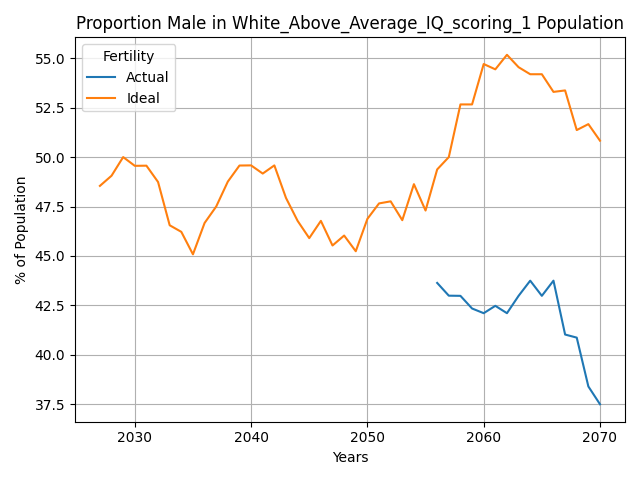 Proportion Male in White_Above_Average_IQ_scoring_1 Population
Fertility
Actual
Ideal
% of Population
55.0
52.5
50.0
47.5
45.0
42.5
40.0
37.5
2030 2040 2050 2060 2070
Years